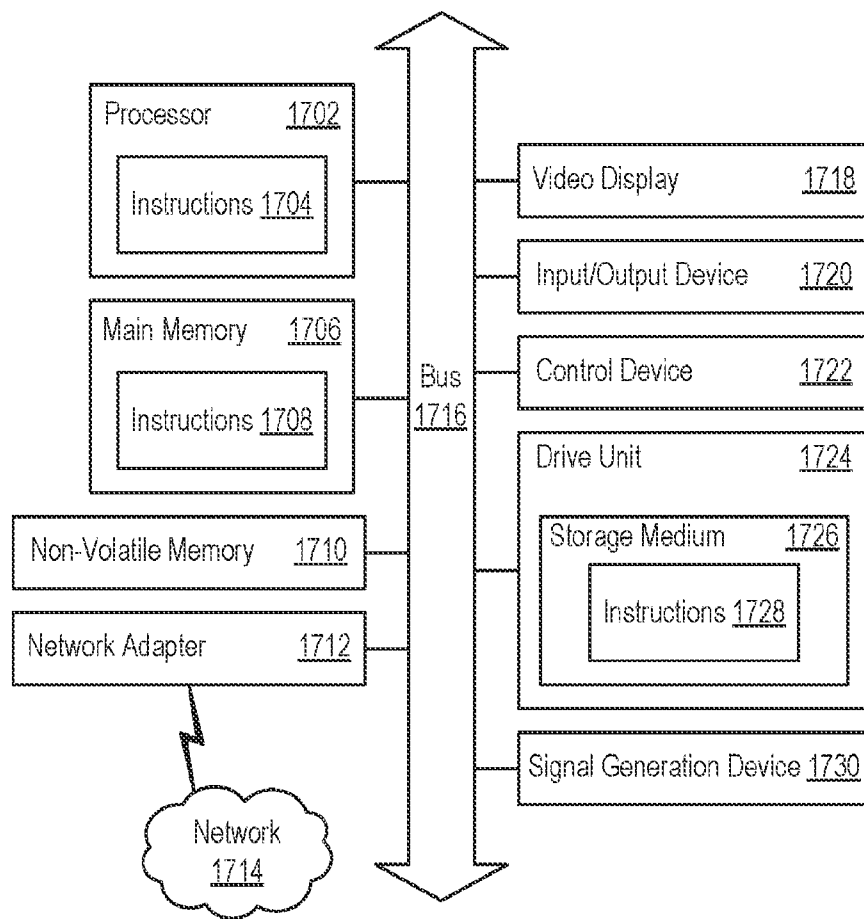 Processor 1702
Instructions 1704
Main Memory 1706
Instructions 1708
Non-Volatile Memory 1710
Network Adapter 1712
Network
1714
Bus
1716
Video Display 1718
Input/Output Device 1720
Control Device 1722
Drive Unit 1724
Storage Medium 1726
Instructions 1728
Signal Generation Device 1730